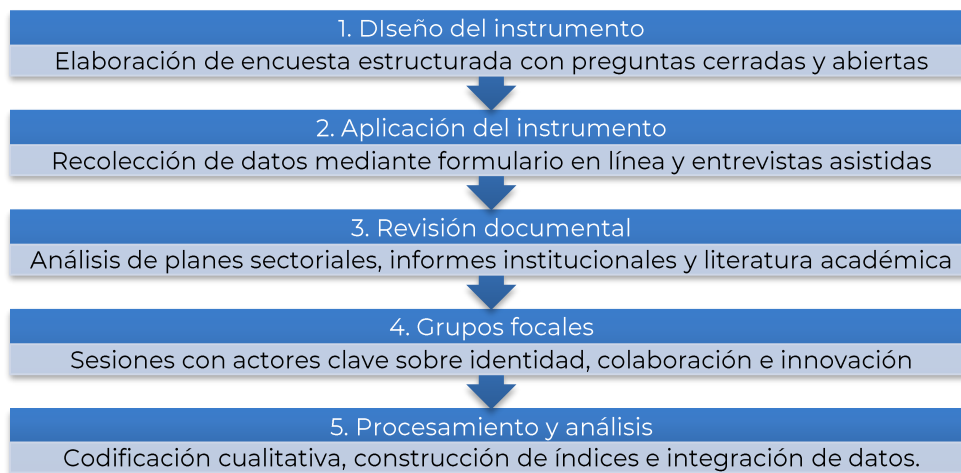 1. DIseño del instrumento
Elaboración de encuesta estructurada con preguntas cerradas y abiertas
2. Aplicación del instrumento
Recolección de datos mediante formulario en línea y entrevistas asistidas
3. Revisión documental
Análisis de planes sectoriales, informes institucionales y literatura académica
4. Grupos focales
Sesiones con actores clave sobre identidad, colaboración e innovación
5. Procesamiento y análisis
Codificación cualitativa, construcción de índices e integración de datos.